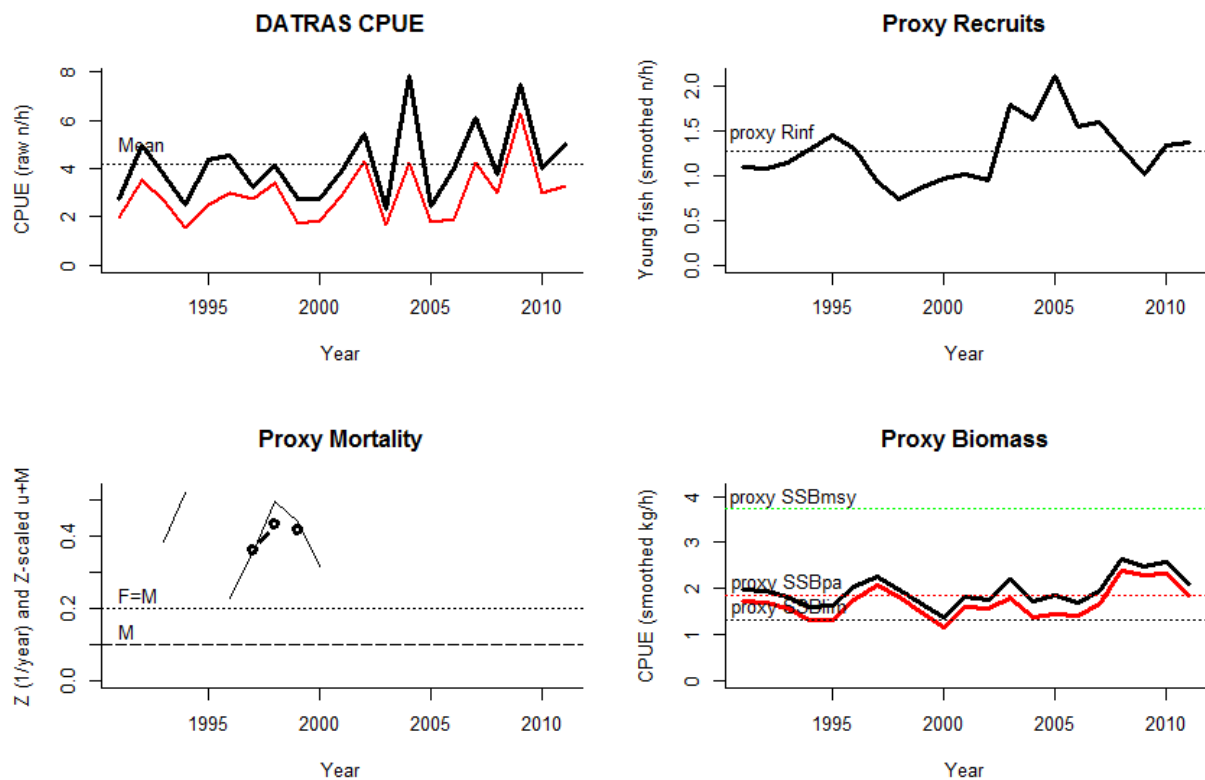 DATRAS CPUE
CPUE (raw n/h)
8
6
4
2
0
Mean
1995 2000 2005 2010
Year
Proxy Recruits
Young fish (smoothed n/h)
2.0
1.5
1.0
0.5
0.0
proxy Rinf
1995 2000 2005 2010
Year
Proxy Mortality
Z (1/year) and Z-scaled u+M
0.4
0.2
0.0
F=M
M
1995 2000 2005 2010
Year
Proxy Biomass
CPUE (smoothed kg/h)
4
3
2
1
0
proxy SSBmsy
proxy SSBpa
proxy
1995 2000 2005 2010
Year